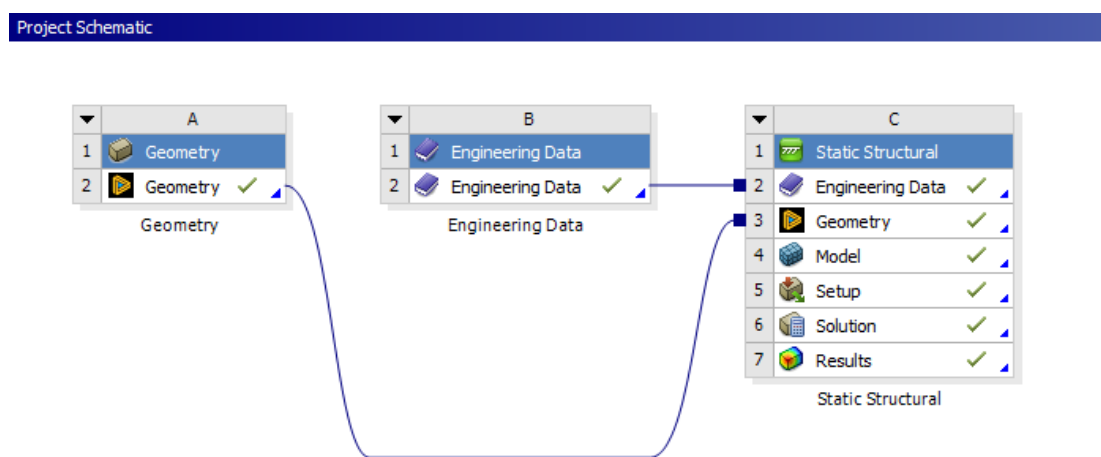 Project Schematic
A
1 Geometry
2 Geometry
Geometry
B
1 Engineering Data
2 Engineering Data
Engineering Data
C
1 Static Structural
2 Engineering Data
3 Geometry
4 Model
5 Setup
6 Solution
7 Results
Static Structural